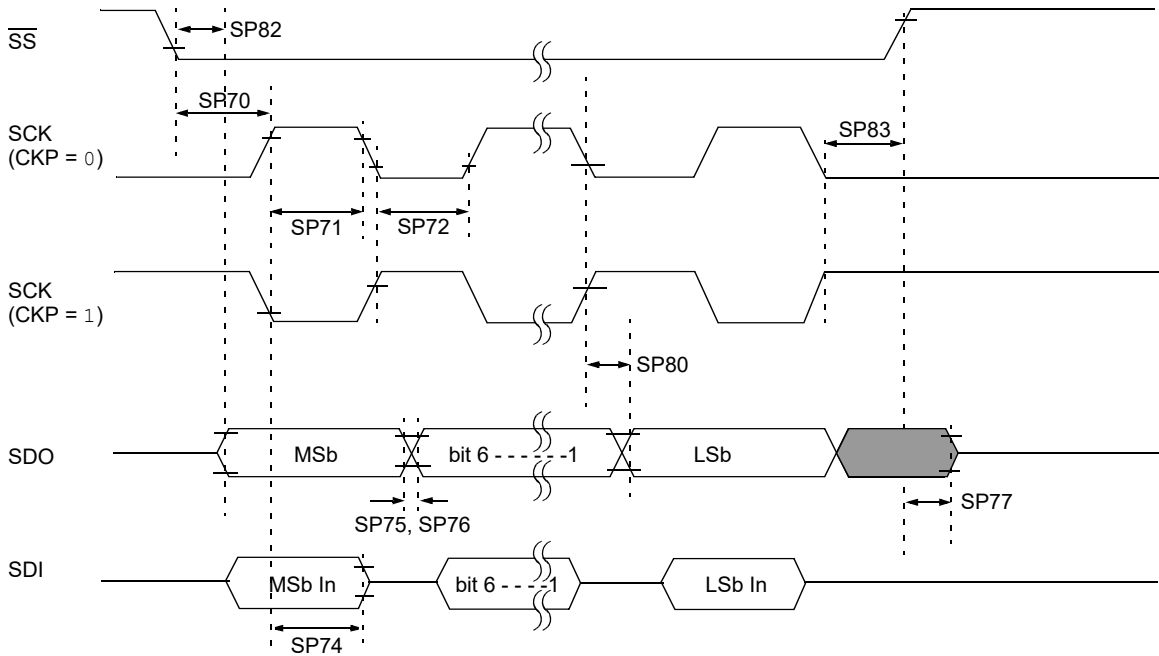 SS
SP82
SP70
SCK
(CKP = 0)
SP83
SP71
SP72
SCK
(CKP = 1)
SP80
SDO
MSb
bit 6 - - - - - -1
LSb
SP75, SP76
SP77
SDI
MSb In
bit 6 - - - - -1
LSb In
SP74